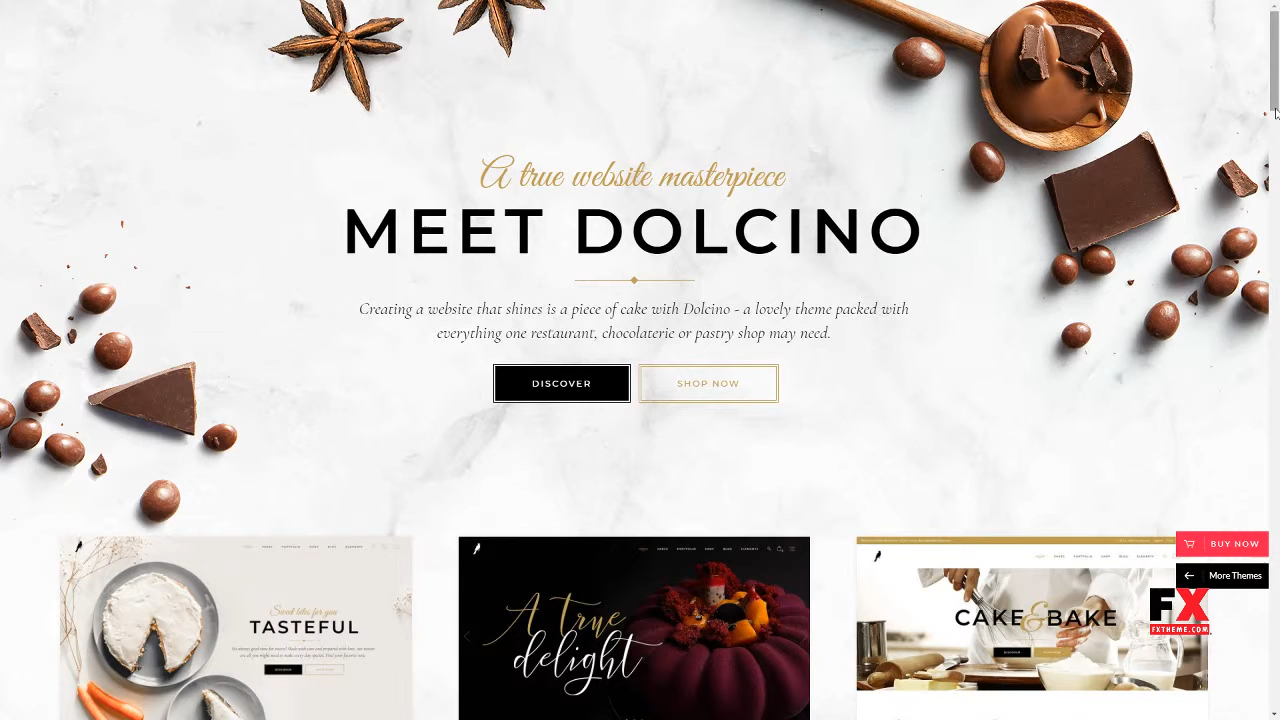 A true website masterpiece
MEET DOLCINO
Creating a website that shines is a piece of cake with Dolcino - a lovely theme packed with
everything one restaurant, chocolaterie or pastry shop may need.
DISCOVER
SHOP NOW
BUY NOW
More Themes
FX
FXTHEME.COM
Sweet bites for you
TASTEFUL
A True
delight
CAKE & BAKE